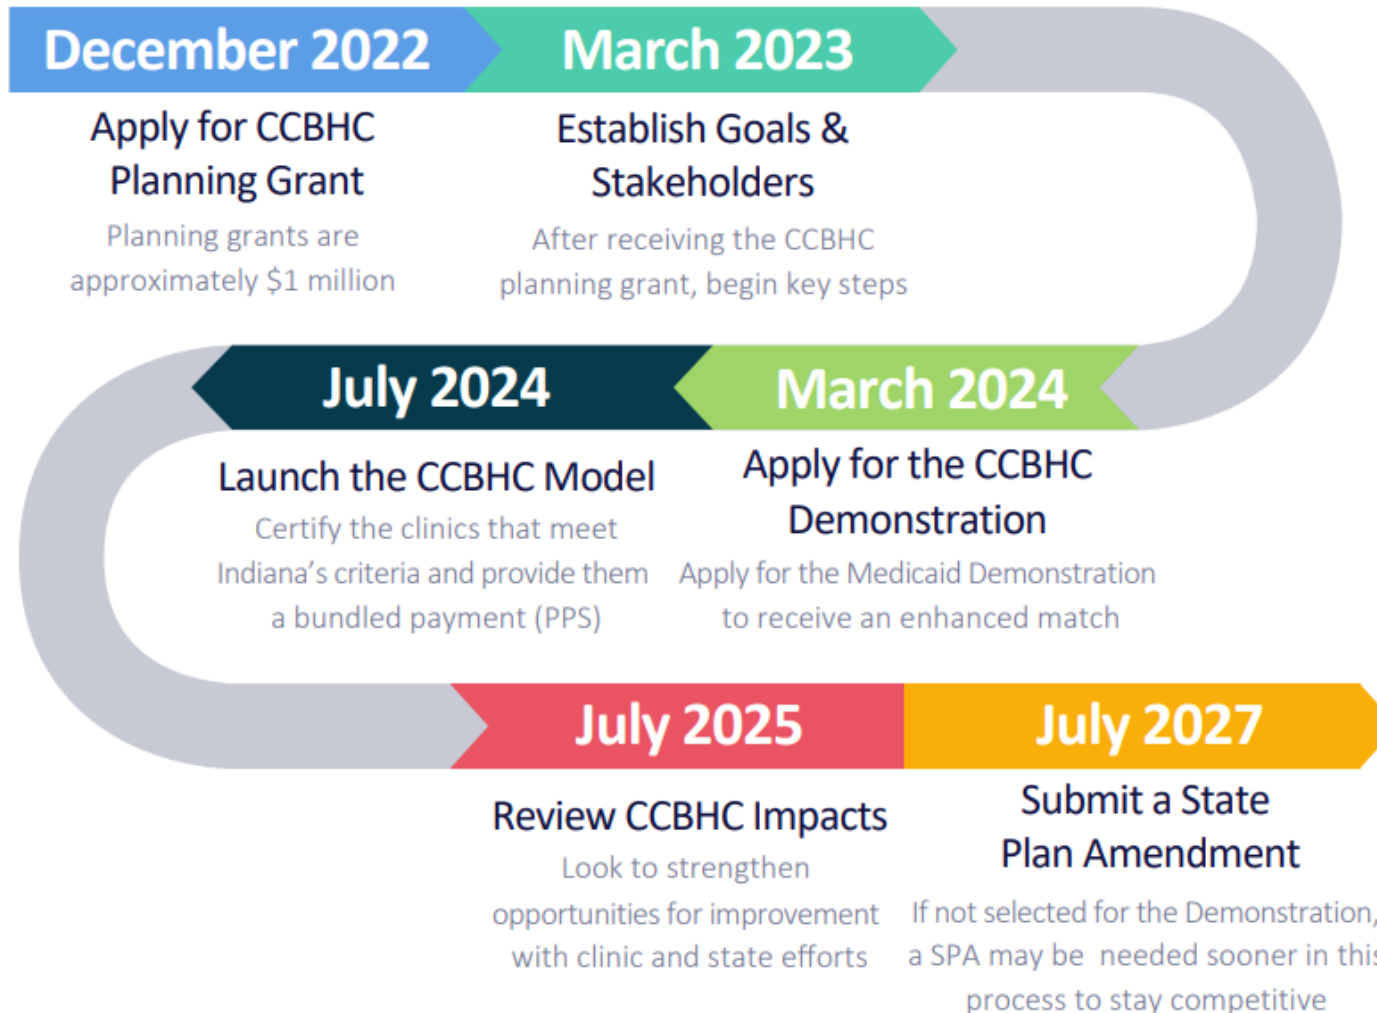 December 2022
Apply for CCBHC
Planning Grant
Planning grants are
approximately $1 million
March 2023
Establish Goals &
Stakeholders
After receiving the CCBHC
planning grant, begin key steps
March 2024
Apply for the CCBHC
Demonstration
Apply for the Medicaid Demonstration
to receive an enhanced match
July 2024
Launch the CCBHC Model
Certify the clinics that meet
Indiana's criteria and provide them
a bundled payment (PPS)
July 2025
Review CCBHC Impacts
Look to strengthen
opportunities for improvement
with clinic and state efforts
July 2027
Submit a State
Plan Amendment
If not selected for the Demonstration,
a SPA may be  needed sooner in this
process to stay competitive